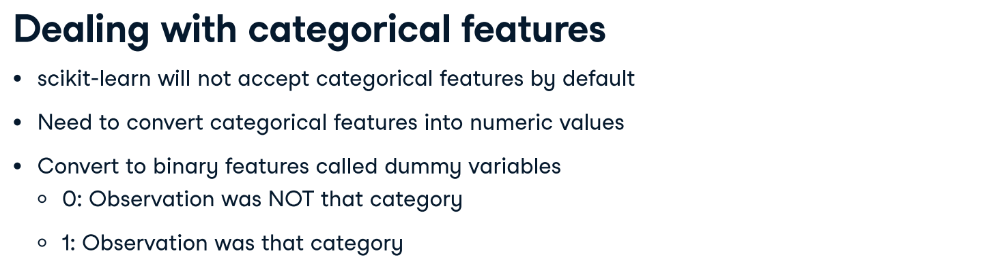 Dealing with categorical features
• scikit-learn will not accept categorical features by default
• Need to convert categorical features into numeric values
• Convert to binary features called dummy variables
○ 0: Observation was NOT that category
○ 1: Observation was that category